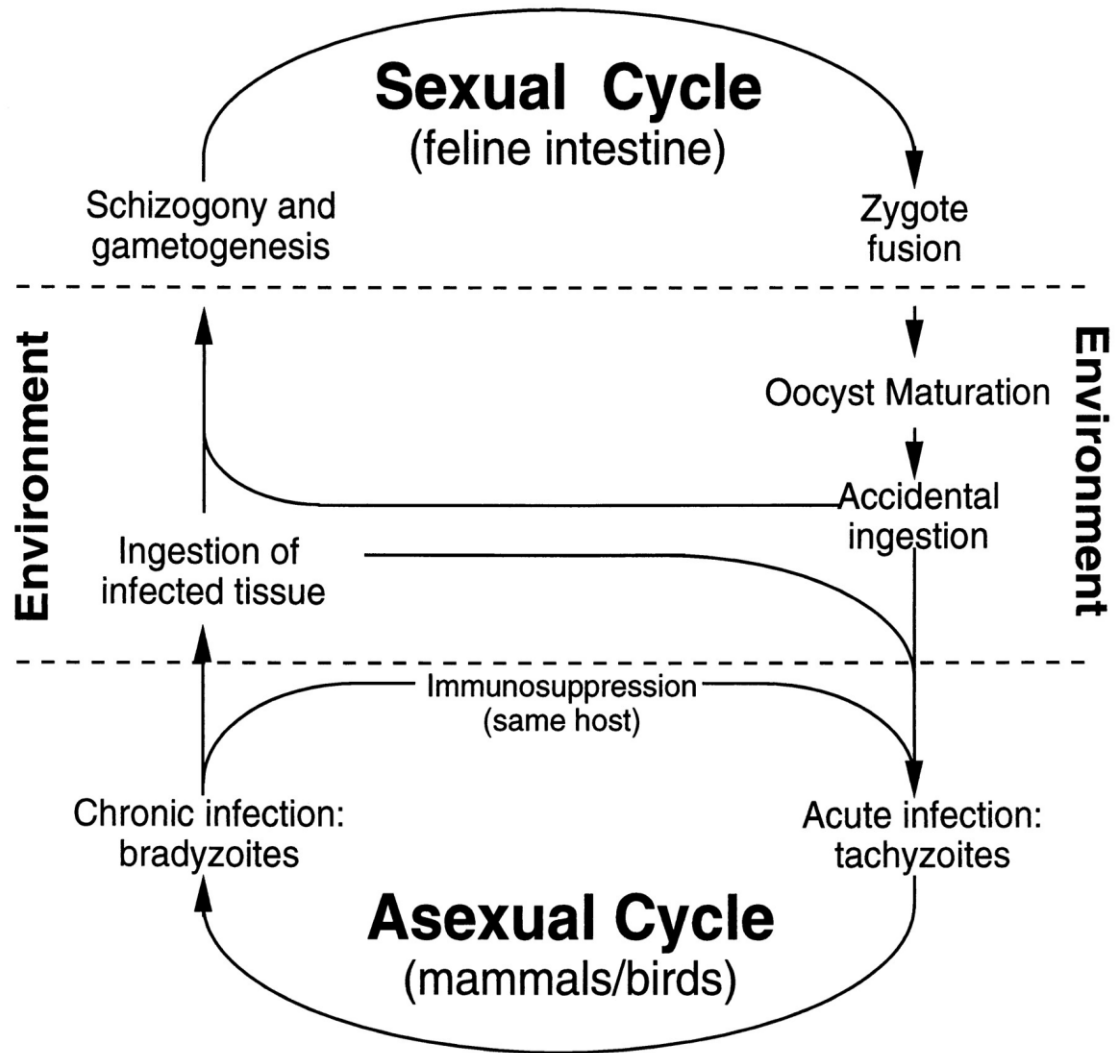 Sexual Cycle
(feline intestine)
Schizogony and
gametogenesis
Zygote
fusion
Environment
Environment
Oocyst Maturation
Accidental
ingestion
Ingestion of
infected tissue
Immunosuppression
(same host)
Chronic infection:
bradyzoites
Acute infection:
tachyzoites
Asexual Cycle
(mammals/birds)